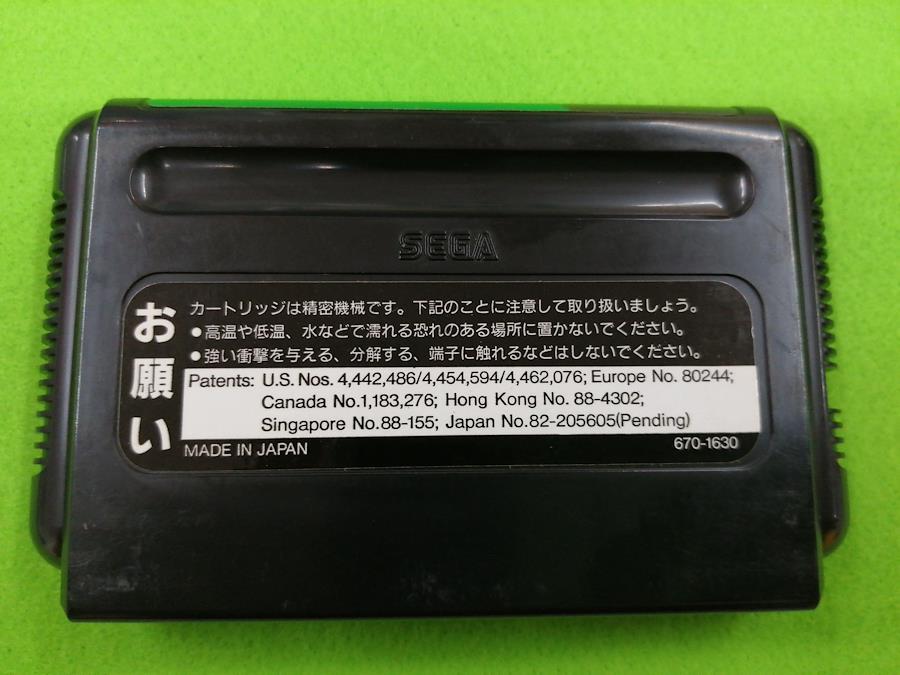 SEGA
お願い
カートリッジは精密機械です。下記のことに注意して取り扱いましょう。
●高温や低温、水などで濡れる恐れのある場所に置かないでください。
●強い衝撃を与える、分解する、端子に触れるなどはしないでください。
Patents: U.S. Nos. 4,442,486/4,454,594/4,462,076; Europe No. 80244;
Canada No.1,183,276; Hong Kong No. 88-4302;
Singapore No.88-155; Japan No.82-205605(Pending)
MADE IN JAPAN 670-1630